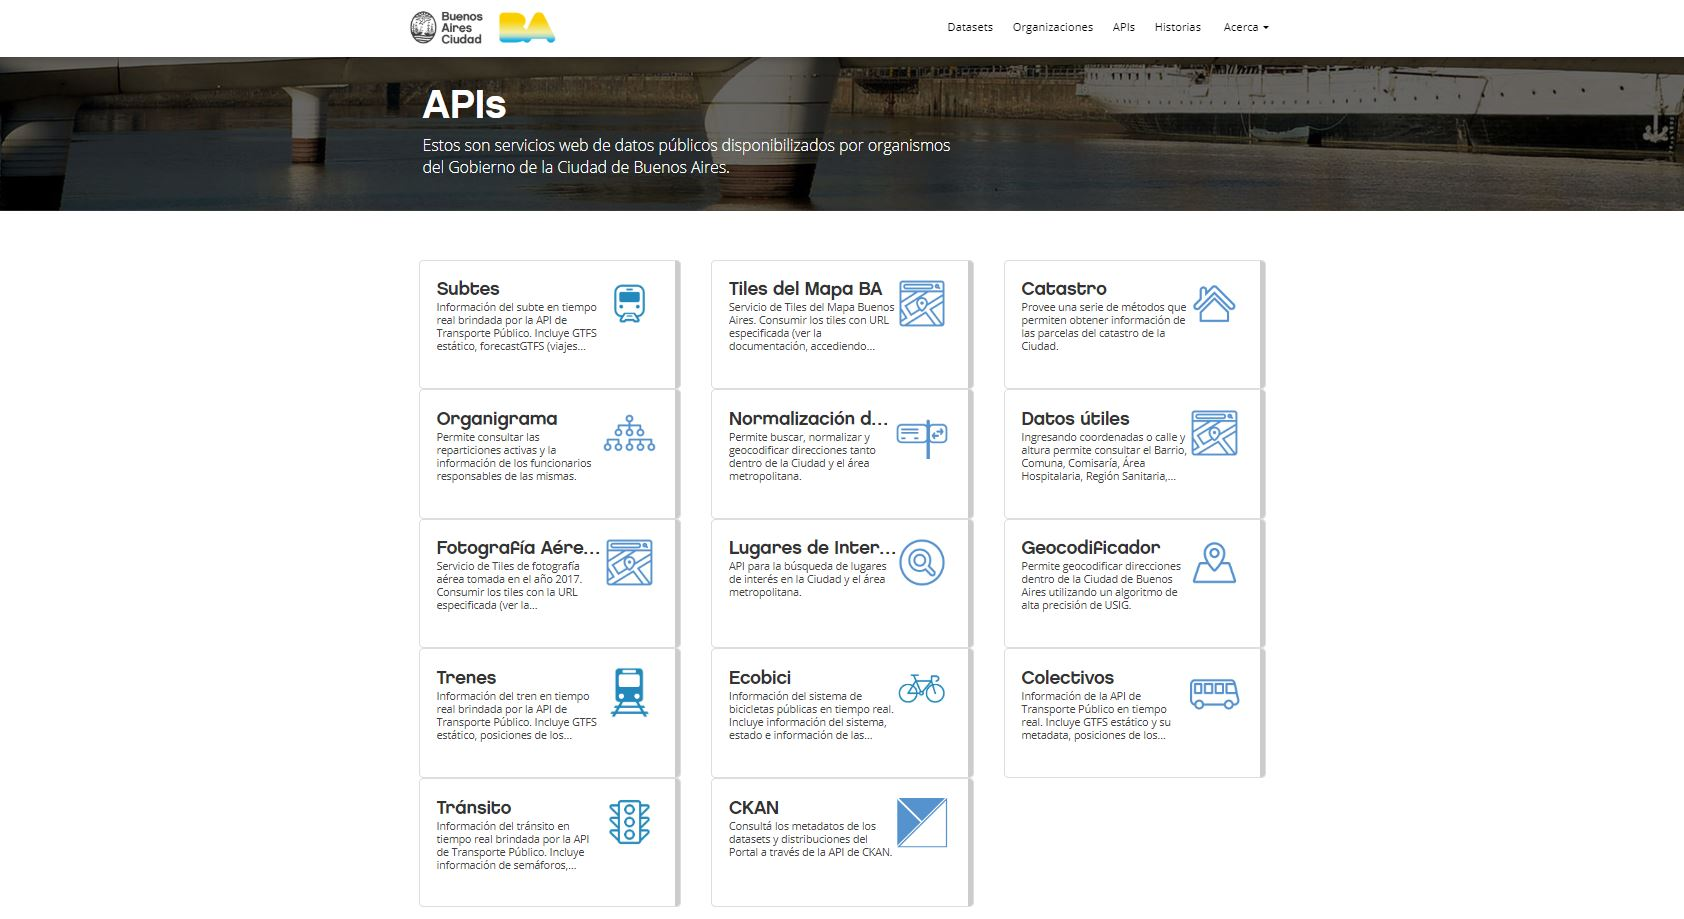 Buenos
Aires
Ciudad
BA
Datasets
Organizaciones
APIs
Historias
Acerca
APIs
Estos son servicios web de datos públicos disponibilizados por organismos
del Gobierno de la Ciudad de Buenos Aires.
Subtes
Información del subte en tiempo
real brindada por la API de
Transporte Público. Incluye GTFS
estático, forecastGTFS (viajes...
Tiles del Mapa BA
Servicio de Tiles del Mapa Buenos
Aires. Consumir los tiles con URL
especificada (ver la
documentación, accediendo...
Catastro
Provee una serie de métodos que
permiten obtener información de
las parcelas del catastro de la
Ciudad.
Organigrama
Permite consultar las
reparticiones activas y la
información de los funcionarios
responsables de las mismas.
Normalización d...
Permite buscar, normalizar y
geocodificar direcciones tanto
dentro de la Ciudad y el área
metropolitana.
Datos útiles
Ingresando coordenadas o calle y
altura permite consultar el Barrio,
Comuna, Comisaría, Área
Hospitalaria, Región Sanitaria,...
Fotografía Aére...
Servicio de Tiles de fotografía
aérea tomada en el año 2017.
Consumir los tiles con la URL
especificada (ver la...
Lugares de Inter...
API para la búsqueda de lugares
de interés en la Ciudad y el área
metropolitana.
Geocodificador
Permite geocodificar direcciones
dentro de la Ciudad de Buenos
Aires utilizando un algoritmo de
alta precisión de USIG.
Trenes
Información del tren en tiempo
real brindada por la API de
Transporte Público. Incluye GTFS
estático, posiciones de los...
Ecobici
Información del sistema de
bicicletas públicas en tiempo real.
Incluye información del sistema,
estado e información de las...
Colectivos
Información de la API de
Transporte Público en tiempo
real. Incluye GTFS estático y su
metadata, posiciones de los...
Tránsito
Información del tránsito en
tiempo real brindada por la API
de Transporte Público. Incluye
información de semáforos,...
CKAN
Consultá los metadatos de los
datasets y distribuciones del
Portal a través de la API de CKAN.